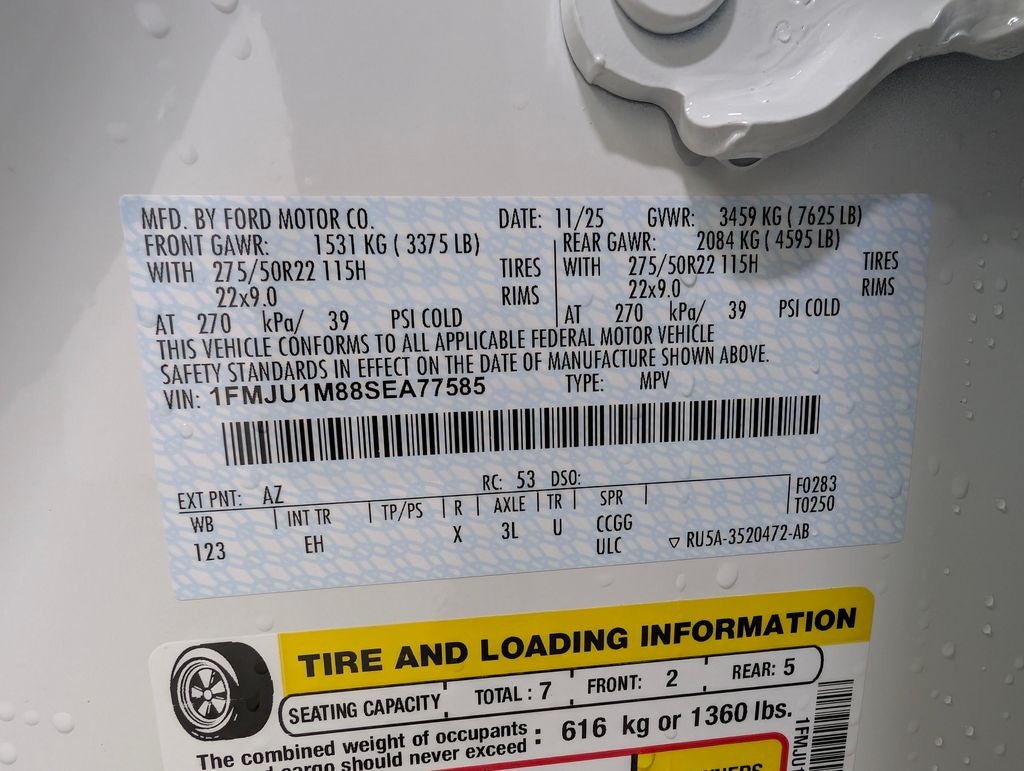 MFD. BY FORD MOTOR CO. DATE: 11/25 GVWR: 3459 KG ( 7625 LB)
FRONT GAWR: 1531 KG ( 3375 LB) REAR GAWR: 2084 KG ( 4595 LB)
WITH 275/50R22 115H TIRES WITH 275/50R22 115H TIRES
22x9.0 RIMS 22x9.0 RIMS
AT 270 kPa/ 39 PSI COLD AT 270 kPa/ 39 PSI COLD
THIS VEHICLE CONFORMS TO ALL APPLICABLE FEDERAL MOTOR VEHICLE
SAFETY STANDARDS IN EFFECT ON THE DATE OF MANUFACTURE SHOWN ABOVE.
VIN: 1FMJU1M88SEA77585 TYPE: MPV
EXT PNT: AZ RC: 53 DSO:
WB INT TR TP/PS R AXLE TR SPR F0283
T0250
123 EH X 3L U CCGG
ULC ▽ RU5A-3520472-AB
TIRE AND LOADING INFORMATION
SEATING CAPACITY TOTAL : 7 FRONT: 2 REAR: 5
The combined weight of occupants
cargo should never exceed : 616 kg or 1360 lbs.
1FMJU1